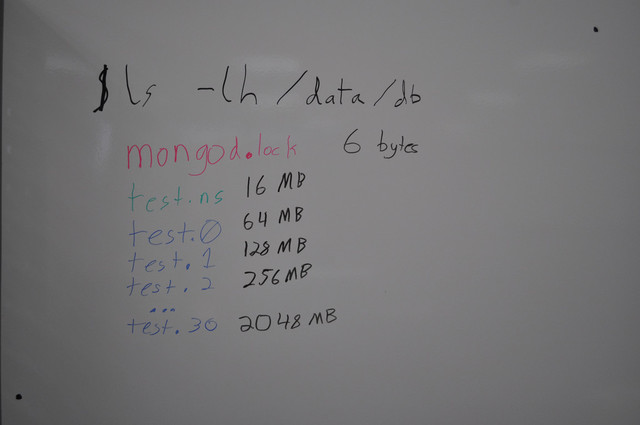 $ ls -lh /data/db
mongod.lock 6 bytes
test.ns 16 MB
test.0 64 MB
test.1 128 MB
test.2 256 MB
...
test.30 2048 MB